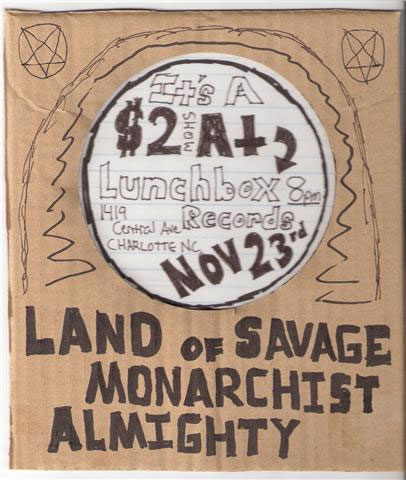 It's A
$2 SHOW At
Lunchbox 8pm
1419 Records
Central Ave
CHARLOTTE NC
NOV 23rd
LAND OF SAVAGE
MONARCHIST
ALMIGHTY